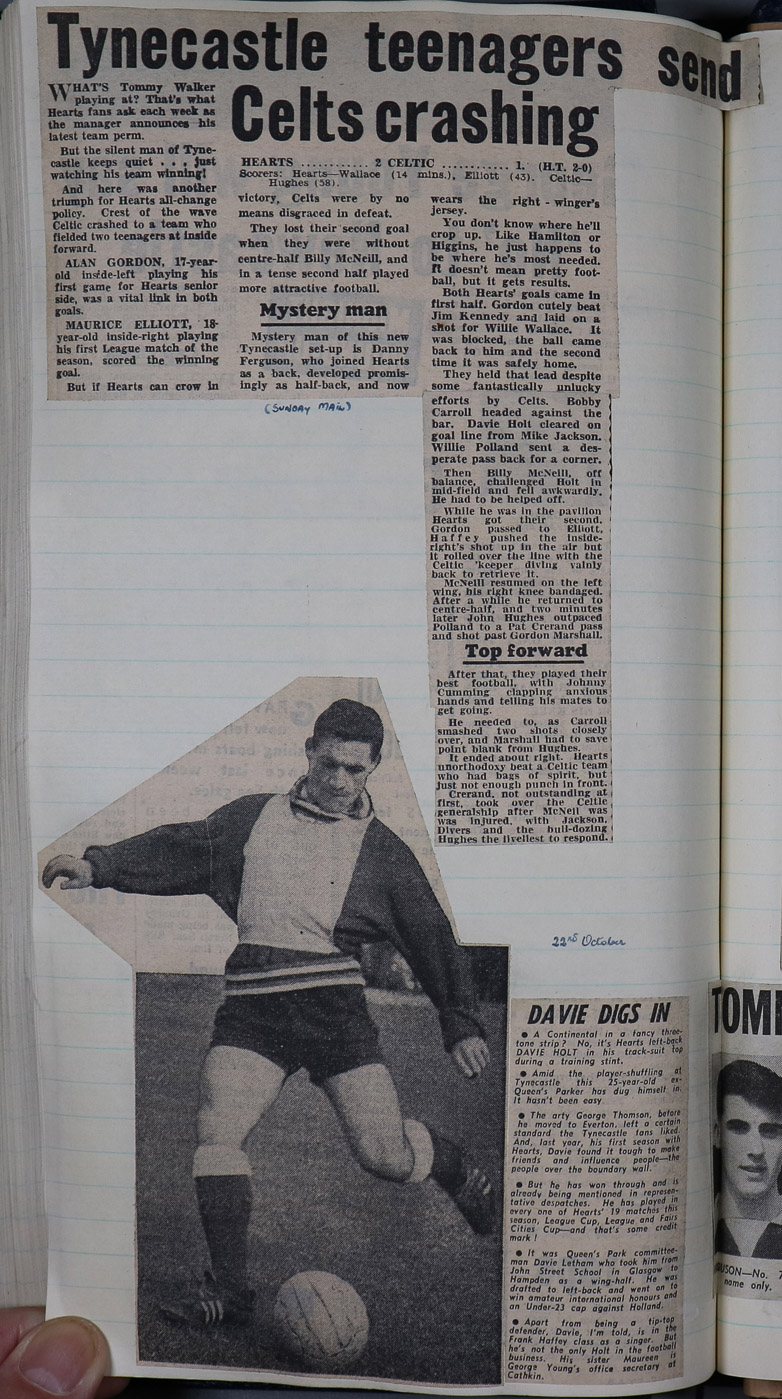 Tynecastle teenagers send
Celts crashing
WHAT'S Tommy Walker
playing at? That's what
Hearts fans ask each week as
the manager announces his
latest team perm.
But the silent man of Tyne-
castle keeps quiet . . . just
watching his team winning!
And here was another
triumph for Hearts all-change
policy. Crest of the wave
Celtic crashed to a team who
fielded two teenagers at inside
forward.
ALAN GORDON, 17-year-
old inside-left playing his
first game for Hearts senior
side, was a vital link in both
goals.
MAURICE ELLIOTT, 18-
year-old inside-right playing
his first League match of the
season, scored the winning
goal.
But if Hearts can crow in
HEARTS ............ 2 CELTIC ............ 1. (H.T. 2-0)
Scorers: Hearts—Wallace (14 mins.), Elliott (43). Celtic—
Hughes (58).
victory, Celts were by no
means disgraced in defeat.
They lost their second goal
when they were without
centre-half Billy McNeill, and
in a tense second half played
more attractive football.
Mystery man
Mystery man of this new
Tynecastle set-up is Danny
Ferguson, who joined Hearts
as a back, developed promis-
ingly as half-back, and now
(SUNDAY MAIL)
wears the right - winger's
jersey.
You don't know where he'll
crop up. Like Hamilton or
Higgins, he just happens to
be where he's most needed.
It doesn't mean pretty foot-
ball, but it gets results.
Both Hearts' goals came in
first half. Gordon cutely beat
Jim Kennedy and laid on a
shot for Willie Wallace. It
was blocked, the ball came
back to him and the second
time it was safely home.
They held that lead despite
some fantastically unlucky
efforts by Celts. Bobby
Carroll headed against the
bar. Davie Holt cleared on
goal line from Mike Jackson.
Willie Polland sent a des-
perate pass back for a corner.
Then Billy McNeill, off
balance, challenged Holt in
mid-field and fell awkwardly.
He had to be helped off.
While he was in the pavilion
Hearts got their second.
Gordon passed to Elliott,
Haffey pushed the inside-
right's shot up in the air but
it rolled over the line with the
Celtic 'keeper diving vainly
back to retrieve it.
McNeill resumed on the left
wing, his right knee bandaged.
After a while he returned to
centre-half, and two minutes
later John Hughes outpaced
Polland to a Pat Crerand pass
and shot past Gordon Marshall.
Top forward
After that, they played their
best football, with Johnny
Cumming clapping anxious
hands and telling his mates to
get going.
He needed to, as Carroll
smashed two shots closely
over, and Marshall had to save
point blank from Hughes.
It ended about right. Hearts
unorthodoxy beat a Celtic team
who had bags of spirit, but
just not enough punch in front.
Crerand, not outstanding at
first, took over the Celtic
generalship after McNeil was
was injured, with Jackson,
Divers and the bull-dozing
Hughes the livellest to respond.
22nd October
DAVIE DIGS IN
● A Continental in a fancy three-
tone strip? No, it's Hearts left-back
DAVIE HOLT in his track-suit top
during a training stint.
● Amid the player-shuffling at
Tynecastle this 25-year-old ex-
Queen's Parker has dug himself in.
It hasn't been easy
● The arty George Thomson, before
he moved to Everton, left a certain
standard the Tynecastle fans liked.
And, last year, his first season with
Hearts, Davie found it tough to make
friends and influence people—the
people over the boundary wall.
● But he has won through and is
already being mentioned in represen-
tative despatches. He has played in
every one of Hearts' 19 matches this
season, League Cup, League and Fairs
Cities Cup—and that's some credit
mark !
● It was Queen's Park committee-
man Davie Letham who took him from
John Street School in Glasgow to
Hampden as a wing-half. He was
drafted to left-back and went on to
win amateur international honours and
an Under-23 cap against Holland.
● Apart from being a tip-top
defender, Davie, I'm told, is in the
Frank Haffey class as a singer. But
he's not the only Holt in the football
business. His sister Maureen is
George Young's office secretary at
Cathkin.
TOM
USON—No. 7
name only.